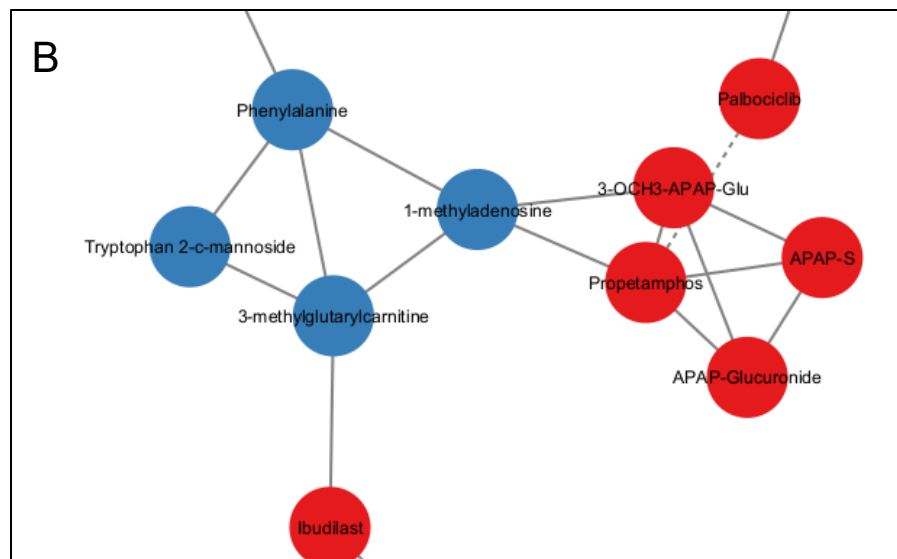 B
Palbociclib
Phenylalanine
3-OCH3-APAP-Glu
1-methyladenosine
Tryptophan 2-c-mannoside
APAP-S
Propetamphos
3-methylglutarylcarnitine
APAP-Glucuronide
Ibudilast